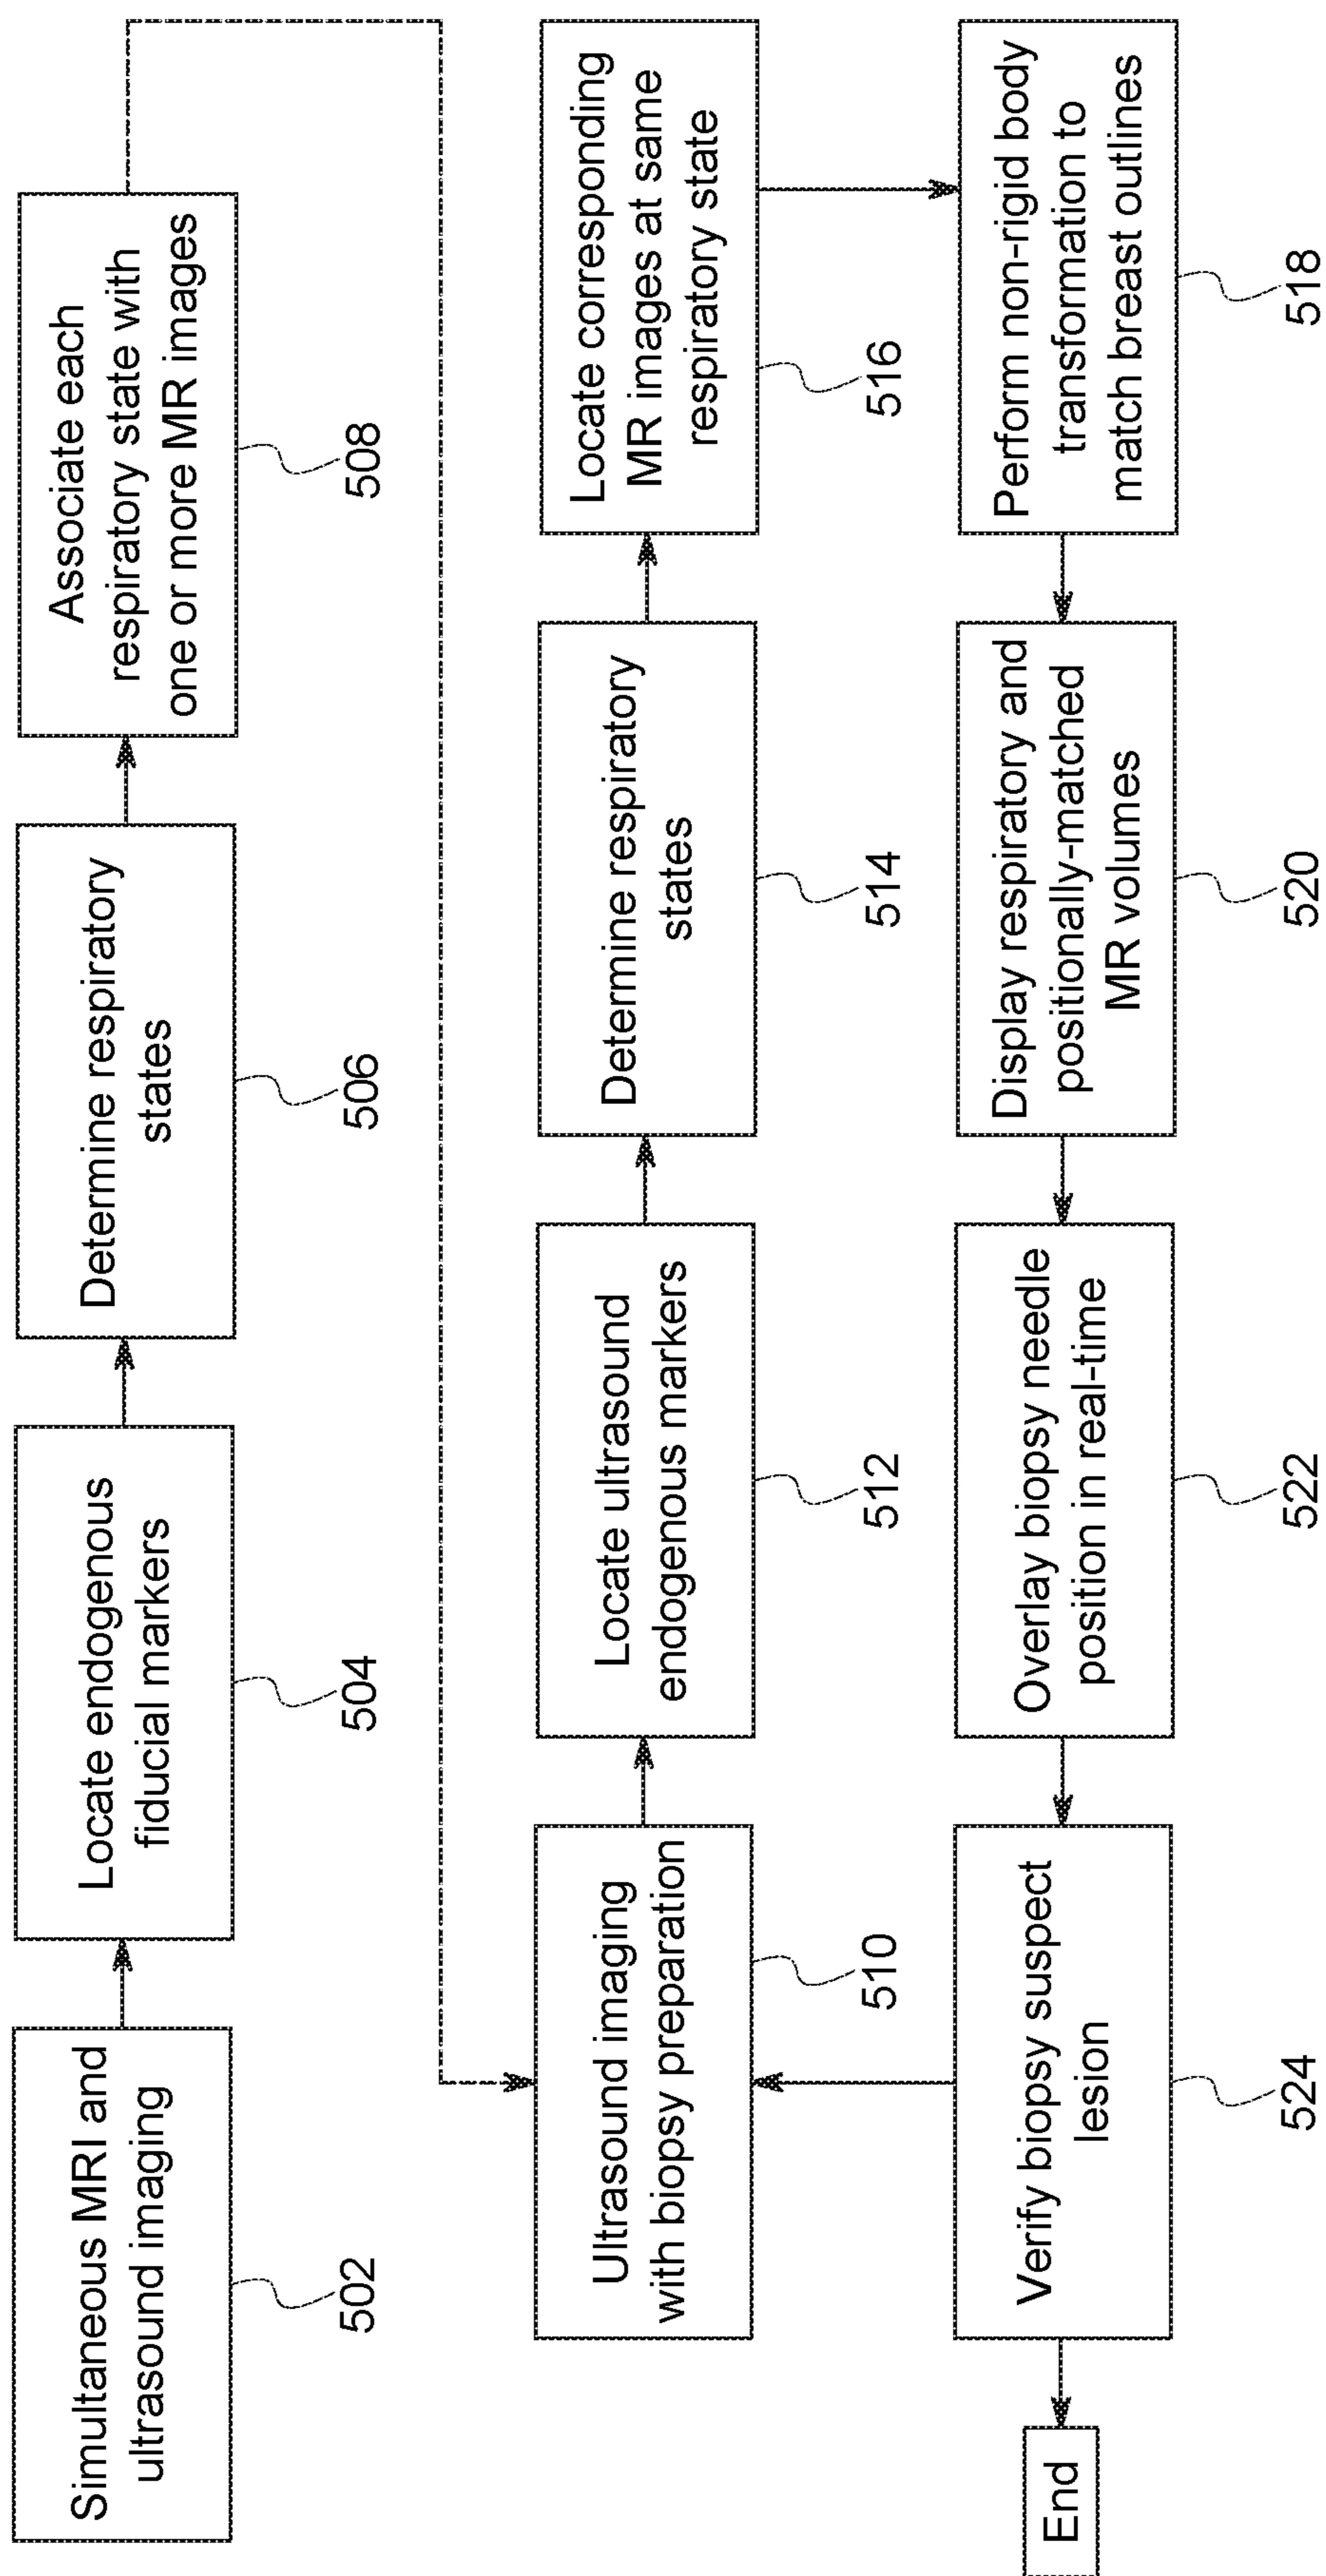 Simultaneous MRI and
ultrasound imaging
502
Locate endogenous
fiducial markers
504
Determine respiratory
states
506
Associate each
respiratory state with
one or more MR images
508
Ultrasound imaging
with biopsy preparation
510
Locate ultrasound
endogenous markers
512
Determine respiratory
states
514
Locate corresponding
MR images at same
respiratory state
516
Perform non-rigid body
transformation to
match breast outlines
518
Display respiratory and
positionally-matched
MR volumes
520
Overlay biopsy needle
position in real-time
522
Verify biopsy suspect
lesion
524
End